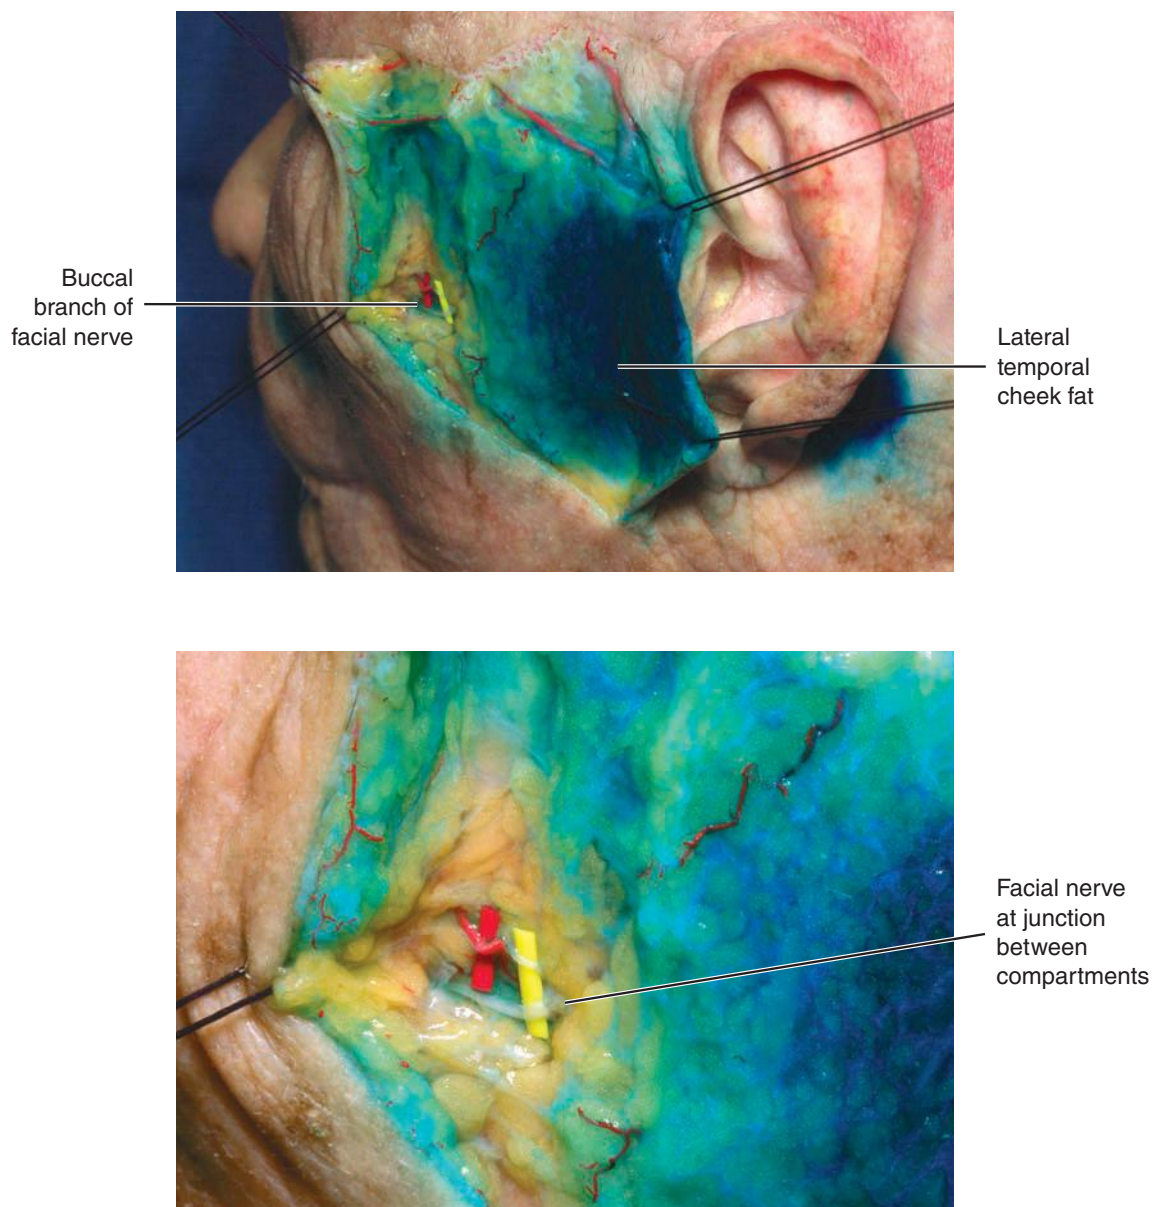 Buccal
branch of
facial nerve
Lateral
temporal
cheek fat
Facial nerve
at junction
between
compartments